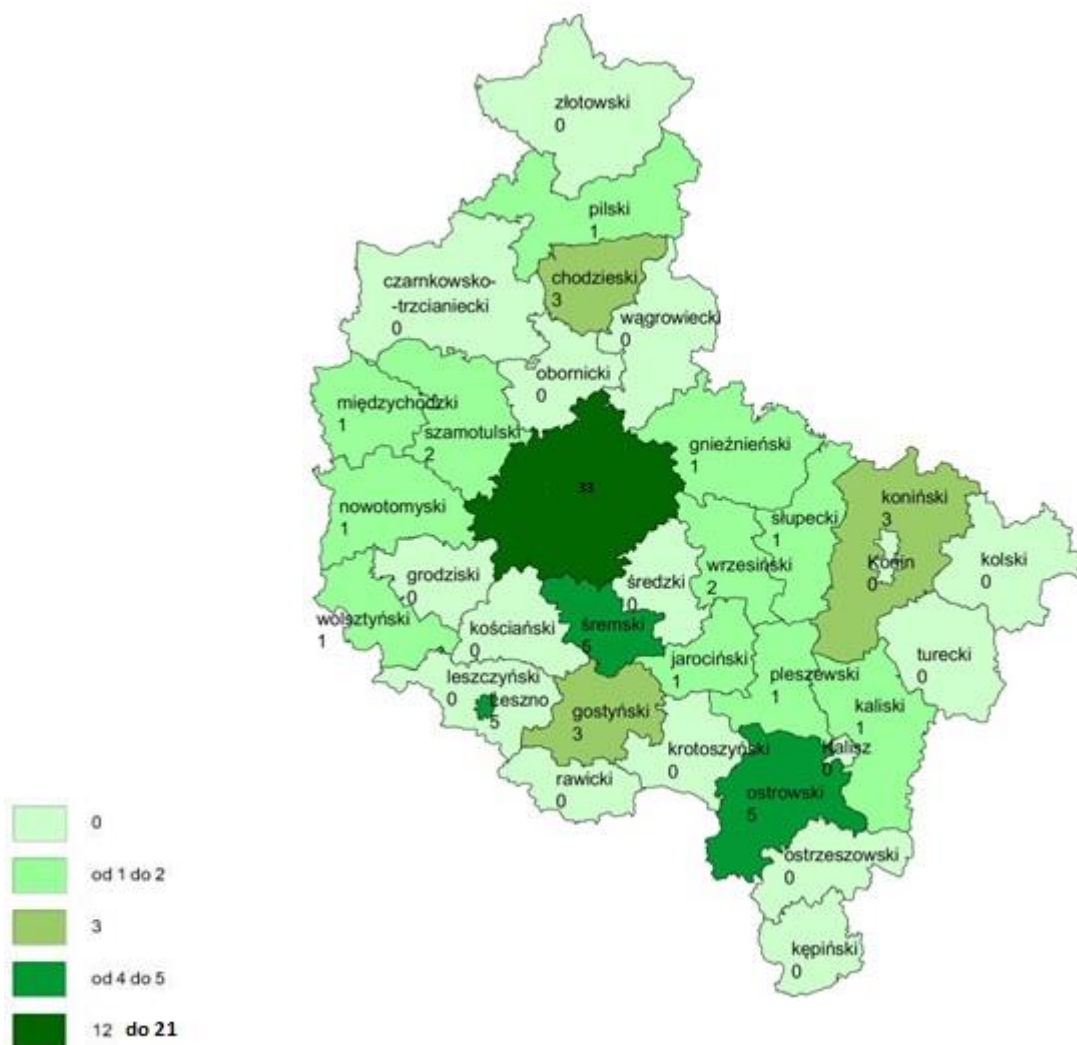 złotowski
0
pilski
1
chodzieski
3
czarnkowsko-
-trzcianiecki
0
wągrowiecki
0
obornicki
0
międzychodzki
1
szamotulski
2
gnieźnieński
1
33
nowotomyski
1
koniński
3
słupecki
1
Konin
0
kolski
0
grodziski
0
średzki
0
wrzesiński
2
wolsztyński
1
kościański
0
śremski
5
jarociński
1
pleszewski
1
turecki
0
leszczyński
0
Leszno
5
gostyński
3
kaliski
1
krotoszyński
0
Kalisz
0
rawicki
0
ostrowski
5
ostrzeszowski
0
kępiński
0
0
od 1 do 2
3
od 4 do 5
12 do 21